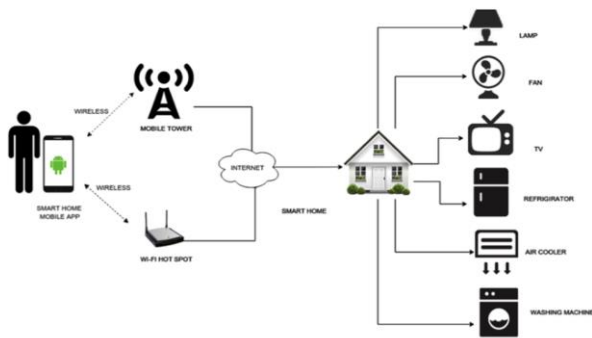 LAMP
WIRELESS
FAN
MOBILE TOWER
TV
INTERNET
WIRELESS
SMART HOME
MOBILE APP
SMART HOME
REFRIGIRATOR
WI-FI HOT SPOT
AIR COOLER
WASHING MACHINE